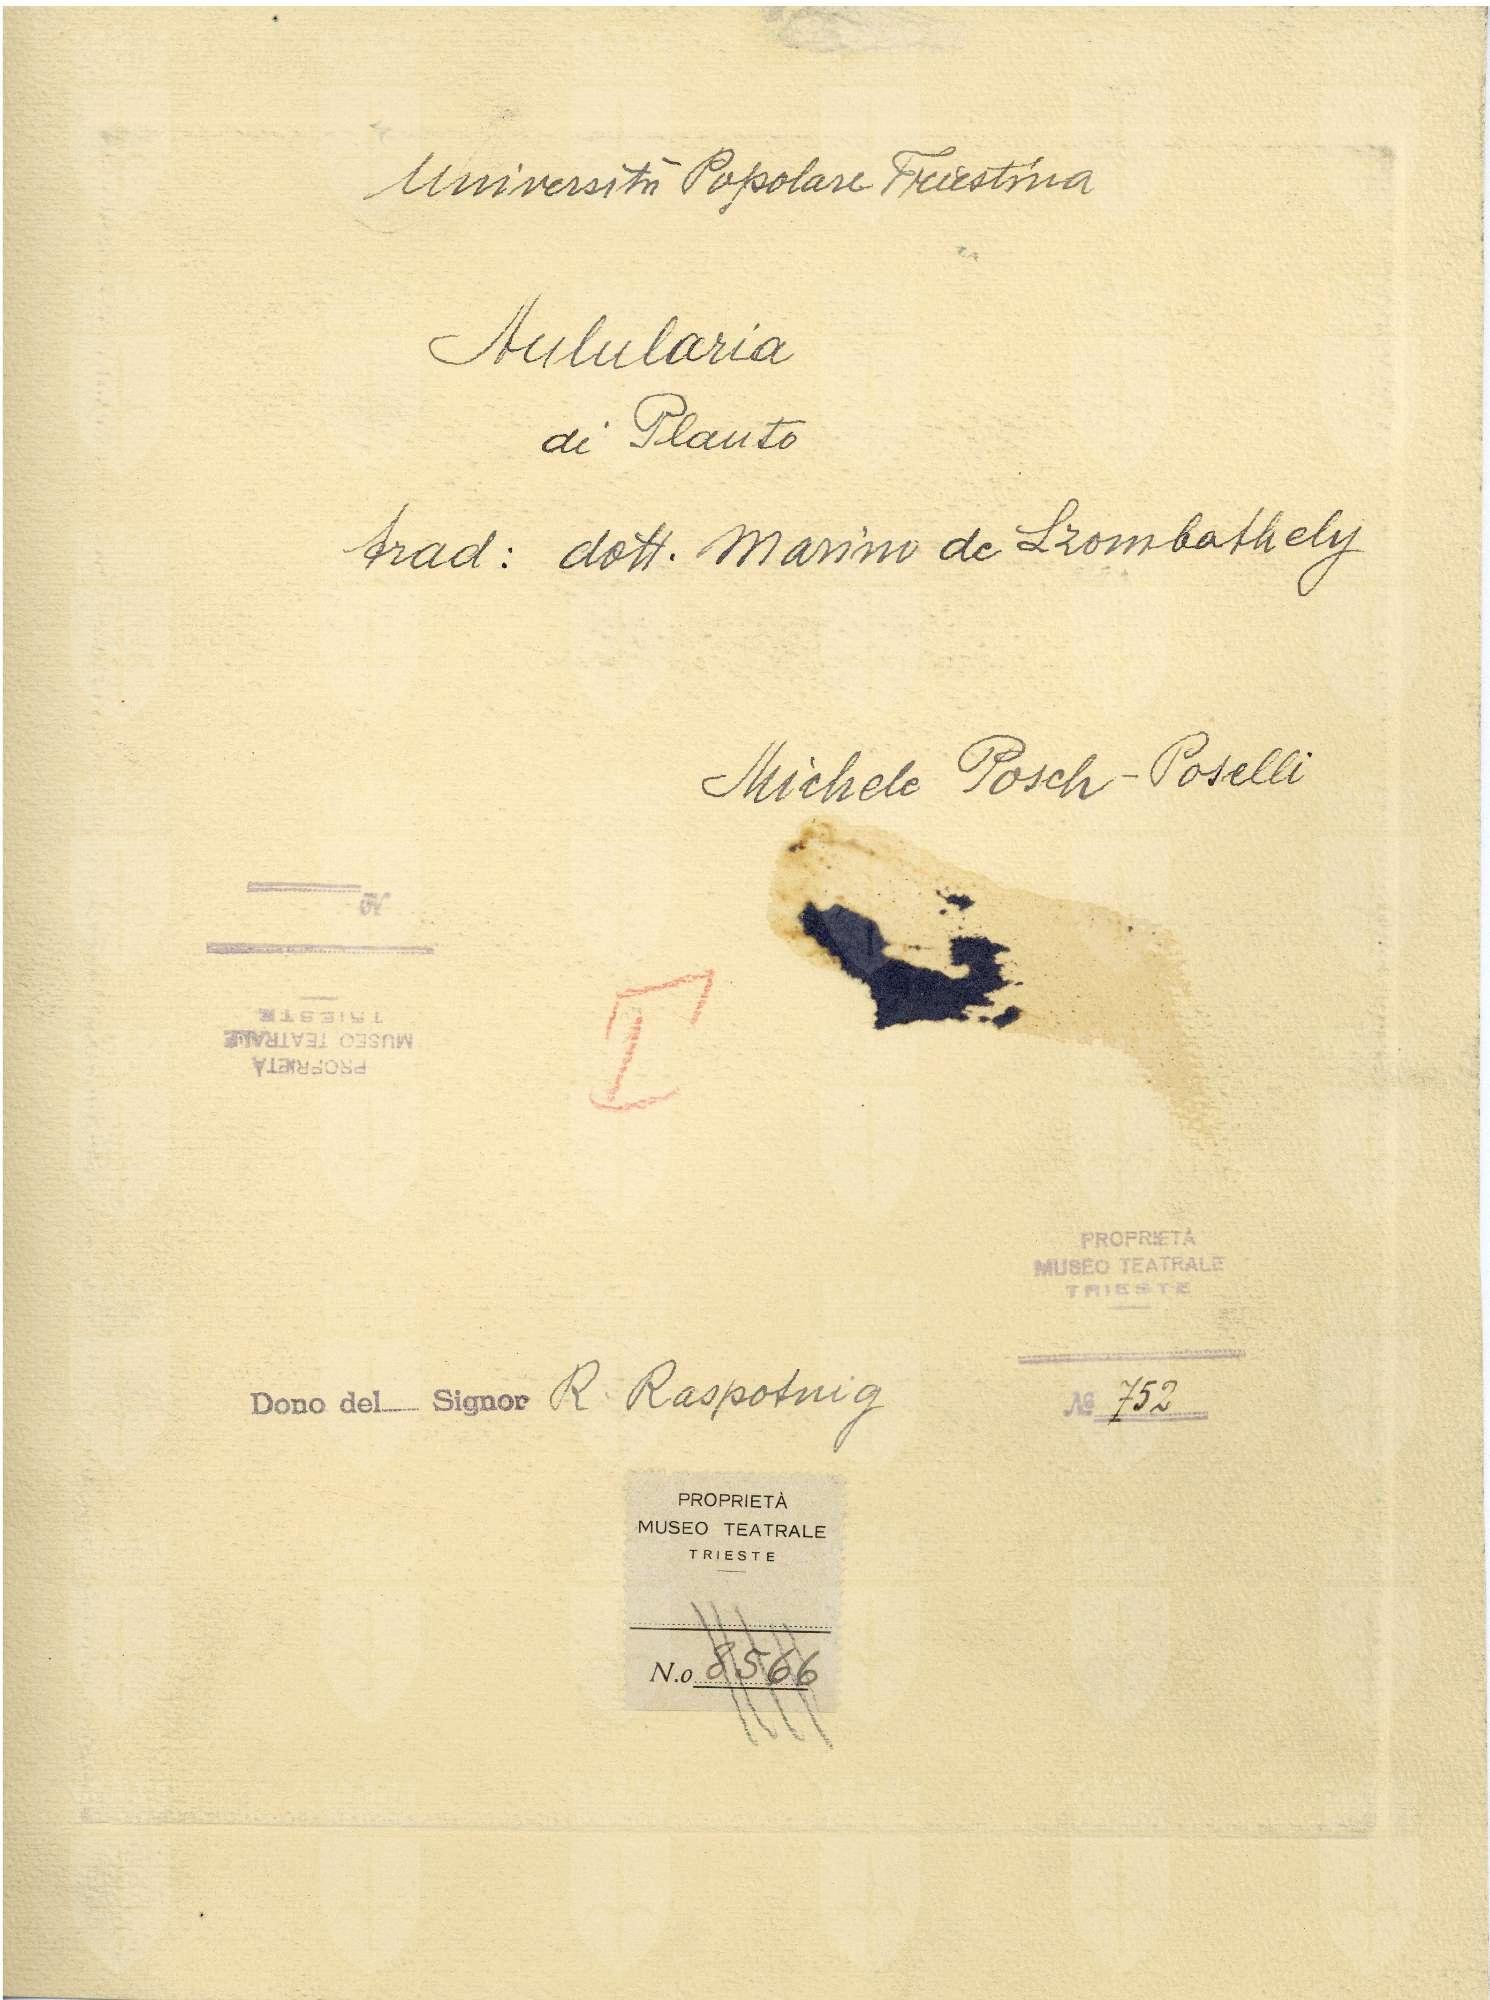 Università Popolare Triestina
Aulularia
di Plauto
trad: dott. Marino de Szombathely
Michele Posch-Poselli
№
PROPRIETÀ
MUSEO TEATRALE
TRIESTE
I
PROPRIETÀ
MUSEO TEATRALE
TRIESTE
№ 752
Dono del Signor R. Raspotnig
PROPRIETÀ
MUSEO TEATRALE
TRIESTE
N.o 8566